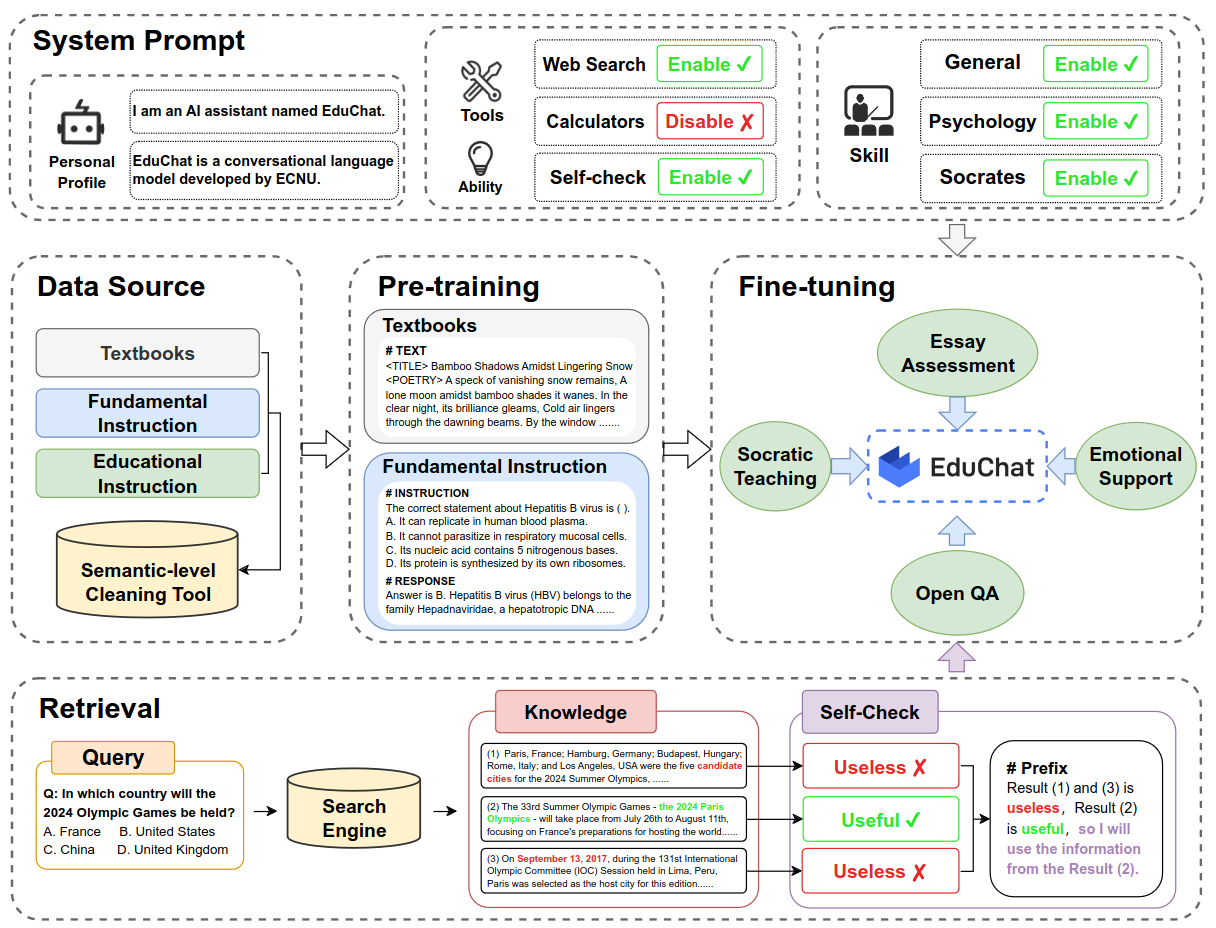 System Prompt
Personal
Profile
I am an AI assistant named EduChat.
EduChat is a conversational language
model developed by ECNU.
Tools
Ability
Web Search
Enable ✓
Calculators
Disable ✗
Self-check
Enable ✓
Skill
General
Enable ✓
Psychology
Enable ✓
Socrates
Enable ✓
Data Source
Textbooks
Fundamental
Instruction
Educational
Instruction
Semantic-level
Cleaning Tool
Pre-training
Textbooks
# TEXT
<TITLE> Bamboo Shadows Amidst Lingering Snow
<POETRY> A speck of vanishing snow remains, A
lone moon amidst bamboo shades it wanes. In the
clear night, its brilliance gleams, Cold air lingers
through the dawning beams. By the window .......
Fundamental Instruction
# INSTRUCTION
The correct statement about Hepatitis B virus is ( ).
A. It can replicate in human blood plasma.
B. It cannot parasitize in respiratory mucosal cells.
C. Its nucleic acid contains 5 nitrogenous bases.
D. Its protein is synthesized by its own ribosomes.
# RESPONSE
Answer is B. Hepatitis B virus (HBV) belongs to the
family Hepadnaviridae, a hepatotropic DNA ......
Fine-tuning
Essay
Assessment
Socratic
Teaching
EduChat
Emotional
Support
Open QA
Retrieval
Query
Q: In which country will the
2024 Olympic Games be held?
A. France B. United States
C. China D. United Kingdom
Search
Engine
Knowledge
(1) Paris, France; Hamburg, Germany; Budapest, Hungary;
Rome, Italy; and Los Angeles, USA were the five candidate
cities for the 2024 Summer Olympics, ......
(2) The 33rd Summer Olympic Games - the 2024 Paris
Olympics - will take place from July 26th to August 11th,
focusing on France's preparations for hosting the world......
(3) On September 13, 2017, during the 131st International
Olympic Committee (IOC) Session held in Lima, Peru,
Paris was selected as the host city for this edition......
Self-Check
Useless ✗
Useful ✓
Useless ✗
# Prefix
Result (1) and (3) is
useless, Result (2)
is useful, so I will
use the information
from the Result (2).